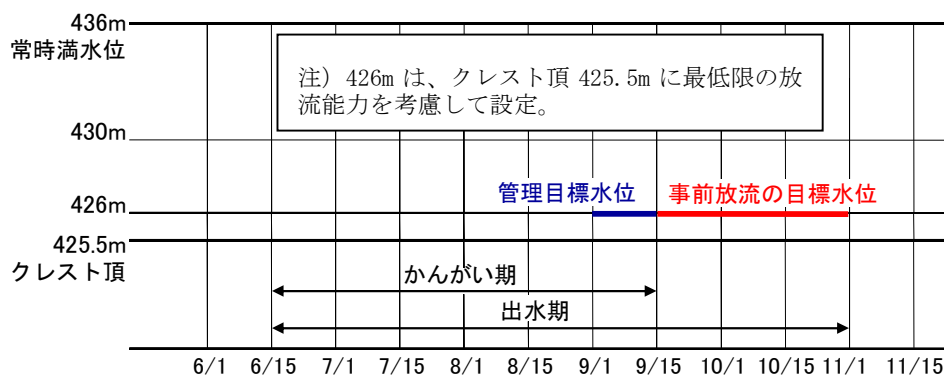 436m
常時満水位
注) 426m は、クレスト頂 425.5m に最低限の放
流能力を考慮して設定。
430m
管理目標水位 事前放流の目標水位
426m
425.5m
クレスト頂
かんがい期
出水期
6/1 6/15 7/1 7/15 8/1 8/15 9/1 9/15 10/1 10/15 11/1 11/15